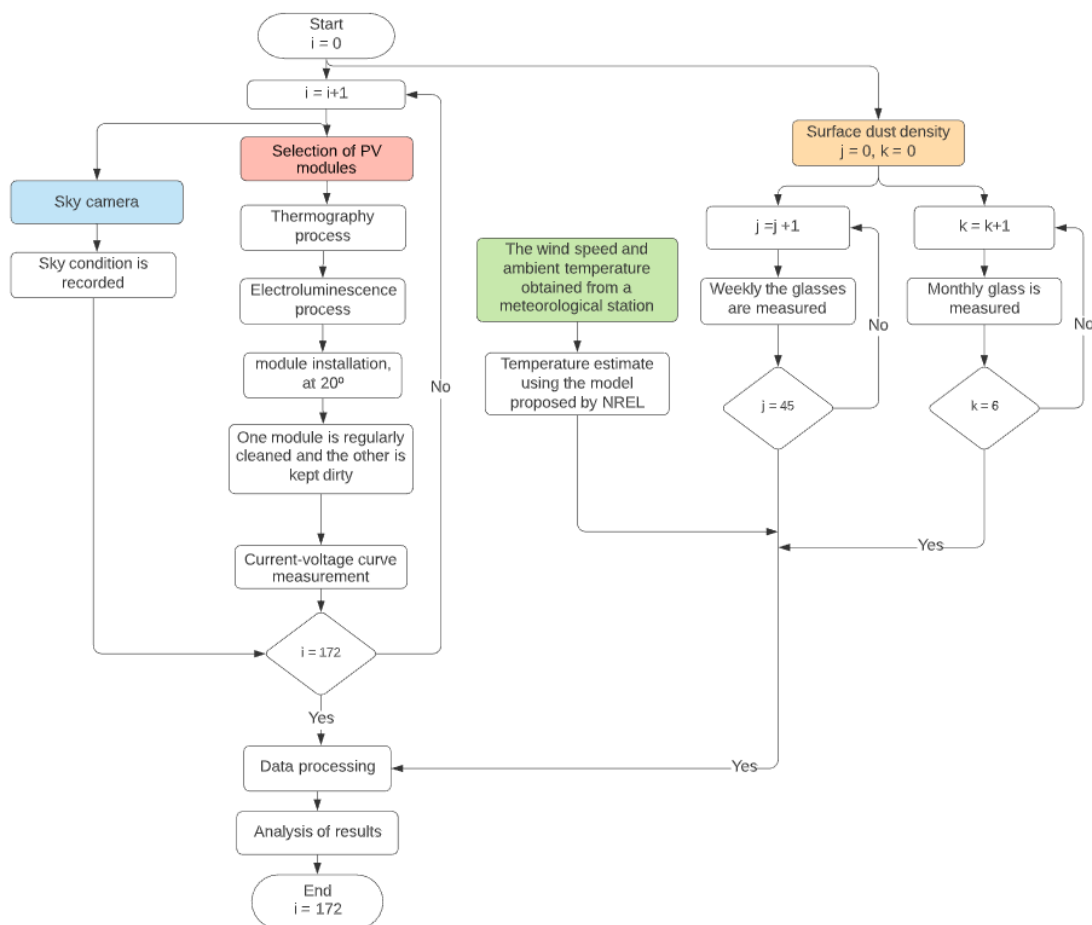 Start
i = 0
i = i+1
Selection of PV
modules
Sky camera
Thermography
process
Sky condition is
recorded
Electroluminescence
process
module installation,
at 20º
No
One module is regularly
cleaned and the other is
kept dirty
Current-voltage curve
measurement
i = 172
Yes
Data processing
Analysis of results
End
i = 172
The wind speed and
ambient temperature
obtained from a
meteorological station
Temperature estimate
using the model
proposed by NREL
Surface dust density
j = 0, k = 0
j =j +1
Weekly the glasses
are measured
No
j = 45
Yes
k = k+1
Monthly glass is
measured
No
k = 6
Yes